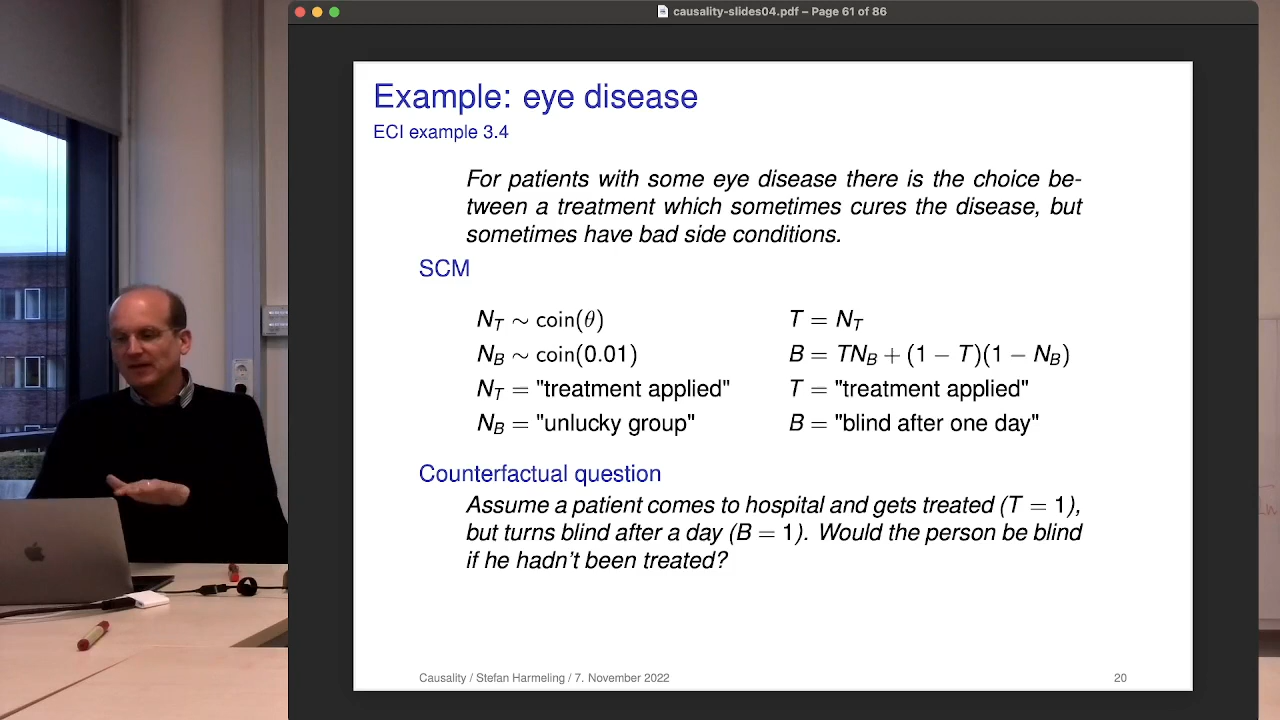 causality-slides04.pdf – Page 61 of 86
Example: eye disease
ECI example 3.4
For patients with some eye disease there is the choice be-
tween a treatment which sometimes cures the disease, but
sometimes have bad side conditions.
SCM
N_T ∼ coin(θ) T = N_T
N_B ∼ coin(0.01) B = TN_B + (1 − T)(1 − N_B)
N_T = "treatment applied" T = "treatment applied"
N_B = "unlucky group" B = "blind after one day"
Counterfactual question
Assume a patient comes to hospital and gets treated (T = 1),
but turns blind after a day (B = 1). Would the person be blind
if he hadn't been treated?
Causality / Stefan Harmeling / 7. November 2022 20